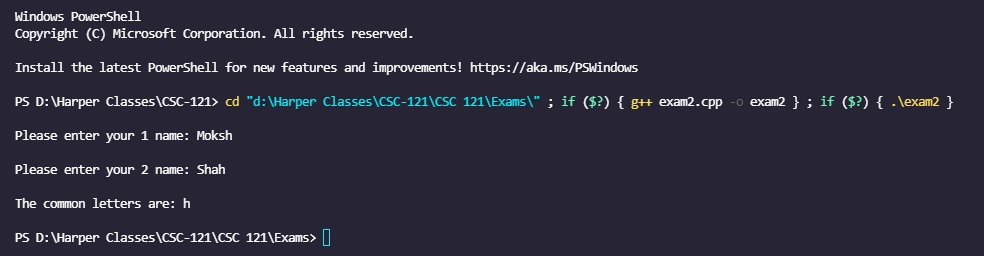 Windows PowerShell
Copyright (C) Microsoft Corporation. All rights reserved.
Install the latest PowerShell for new features and improvements! https://aka.ms/PSWindows
PS D:\Harper Classes\CSC-121> cd "d:\Harper Classes\CSC-121\CSC 121\Exams\" ; if ($?) { g++ exam2.cpp -o exam2 } ; if ($?) { .\exam2 }
Please enter your 1 name: Moksh
Please enter your 2 name: Shah
The common letters are: h
PS D:\Harper Classes\CSC-121\CSC 121\Exams>